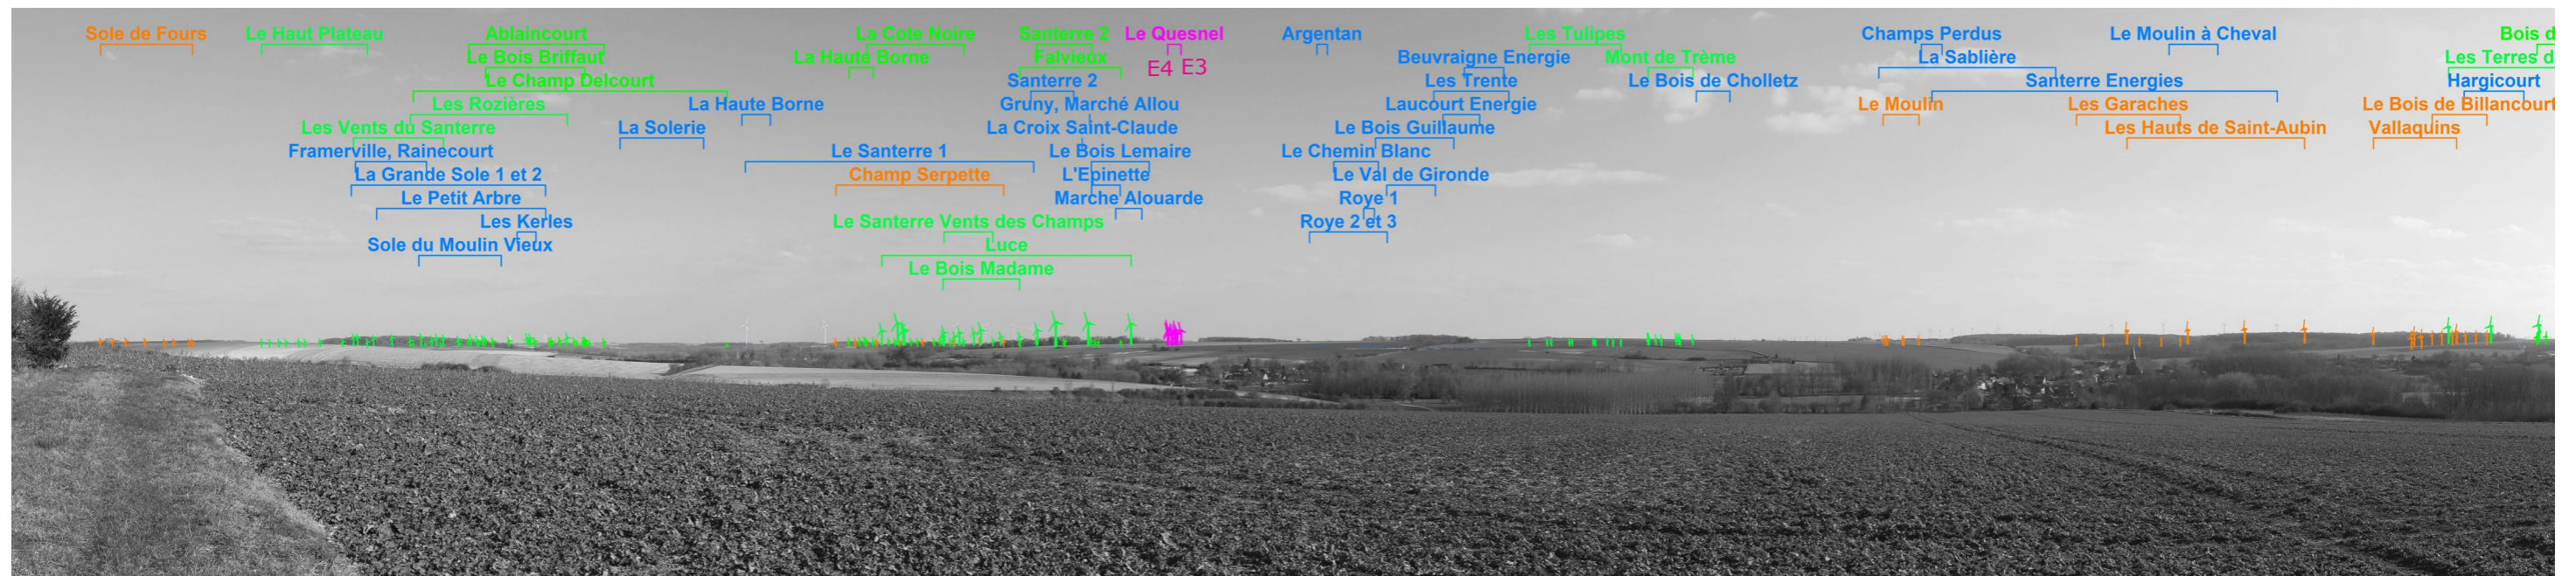 Sole de Fours Le Haut Plateau Ablaincourt La Cote Noire Santerre 2 Le Quesnel Argentan Les Tulipes Champs Perdus Le Moulin à Cheval Bois d
Le Bois Briffaut La Haute Borne Falvieux E4 E3 Beuvraigne Energie Mont de Trème La Sablière Les Terres d
Le Champ Delcourt Santerre 2 Les Trente Le Bois de Cholletz Santerre Energies Hargicourt
Les Rozières La Haute Borne Gruny, Marché Allou Laucourt Energie Le Moulin Les Garaches Le Bois de Billancourt
Les Vents du Santerre La Solerie La Croix Saint-Claude Le Bois Guillaume Les Hauts de Saint-Aubin Vallaquins
Framerville, Rainecourt Le Santerre 1 Le Bois Lemaire Le Chemin Blanc
La Grande Sole 1 et 2 Champ Serpette L'Epinette Le Val de Gironde
Le Petit Arbre Marche Alouarde Roye 1
Les Kerles Le Santerre Vents des Champs Roye 2 et 3
Sole du Moulin Vieux Luce
Le Bois Madame